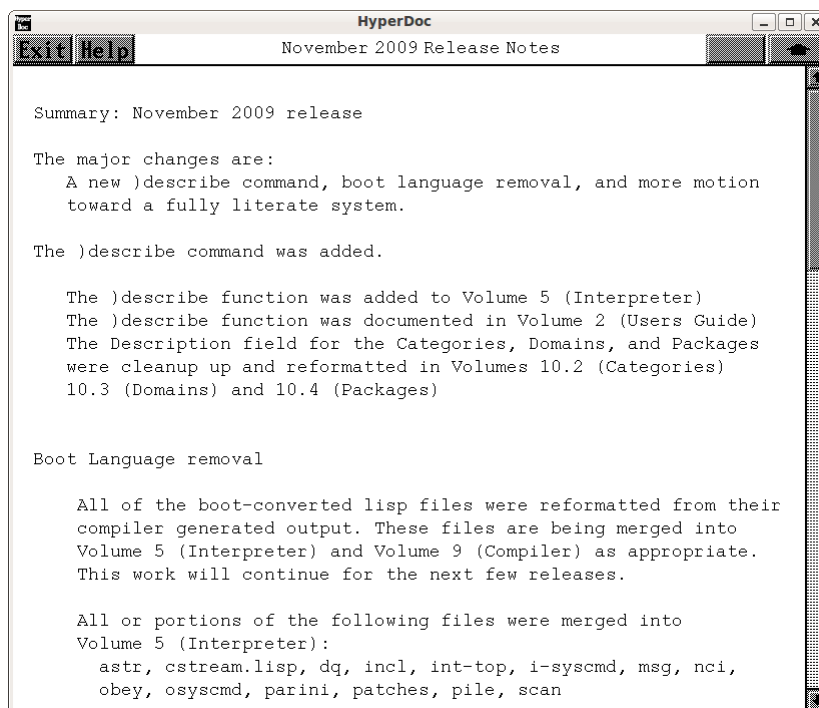 Hyper Doc
HyperDoc
Exit Help
November 2009 Release Notes
Summary: November 2009 release
The major changes are:
A new )describe command, boot language removal, and more motion
toward a fully literate system.
The )describe command was added.
The )describe function was added to Volume 5 (Interpreter)
The )describe function was documented in Volume 2 (Users Guide)
The Description field for the Categories, Domains, and Packages
were cleanup up and reformatted in Volumes 10.2 (Categories)
10.3 (Domains) and 10.4 (Packages)
Boot Language removal
All of the boot-converted lisp files were reformatted from their
compiler generated output. These files are being merged into
Volume 5 (Interpreter) and Volume 9 (Compiler) as appropriate.
This work will continue for the next few releases.
All or portions of the following files were merged into
Volume 5 (Interpreter):
astr, cstream.lisp, dq, incl, int-top, i-syscmd, msg, nci,
obey, osyscmd, parini, patches, pile, scan